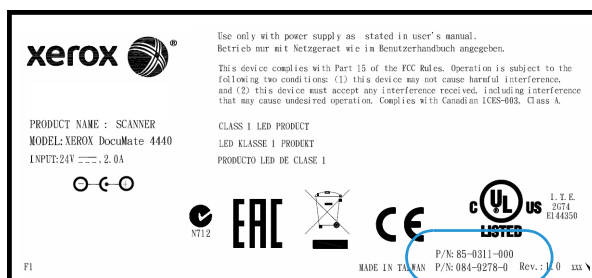 xerox ®
Use only with power supply as stated in user's manual.
Betrieb nur mit Netzgeraet wie im Benutzerhandbuch angegeben.
This device complies with Part 15 of the FCC Rules. Operation is subject to the
following two conditions: (1) this device may not cause harmful interference,
and (2) this device must accept any interference received, including interference
that may cause undesired operation. Complies with Canadian ICES-003, Class A.
PRODUCT NAME : SCANNER
MODEL: XEROX DocuMate 4440
INPUT:24V ⎓, 2.0A
CLASS 1 LED PRODUCT
LED KLASSE 1 PRODUKT
PRODUCTO LED DE CLASE 1
N712
EAC
CE
c UL us
LISTED
I.T.E.
2G74
E144350
P/N: 85-0311-000
F1
MADE IN TAIWAN P/N: 084-9278-0 Rev.: 1.0 xxx